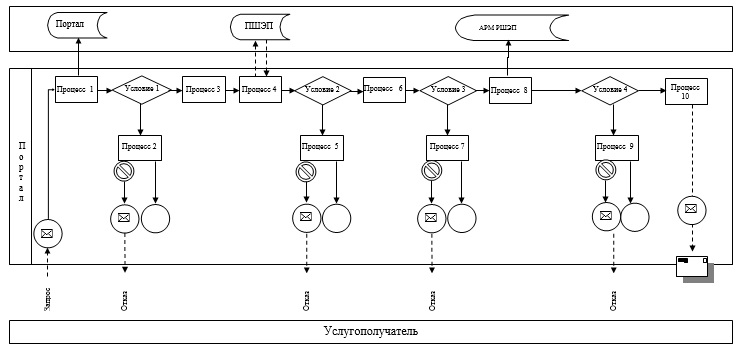 Портал
ПШЭП
АРМ РШЭП
Портал
Процесс 1
Условие 1
Процесс 3
Процесс 4
Условие 2
Процесс 6
Условие 3
Процесс 8
Условие 4
Процесс
10
Процесс 2
Процесс 5
Процесс 7
Процесс 9
Запрос
Отказ
Отказ
Отказ
Отказ
Услугополучатель